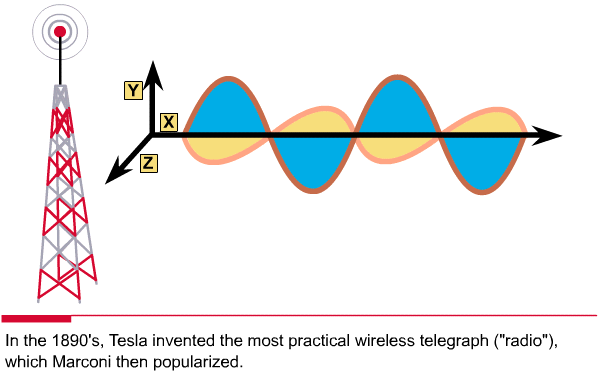 Y
X
Z
In the 1890's, Tesla invented the most practical wireless telegraph ("radio"),
which Marconi then popularized.